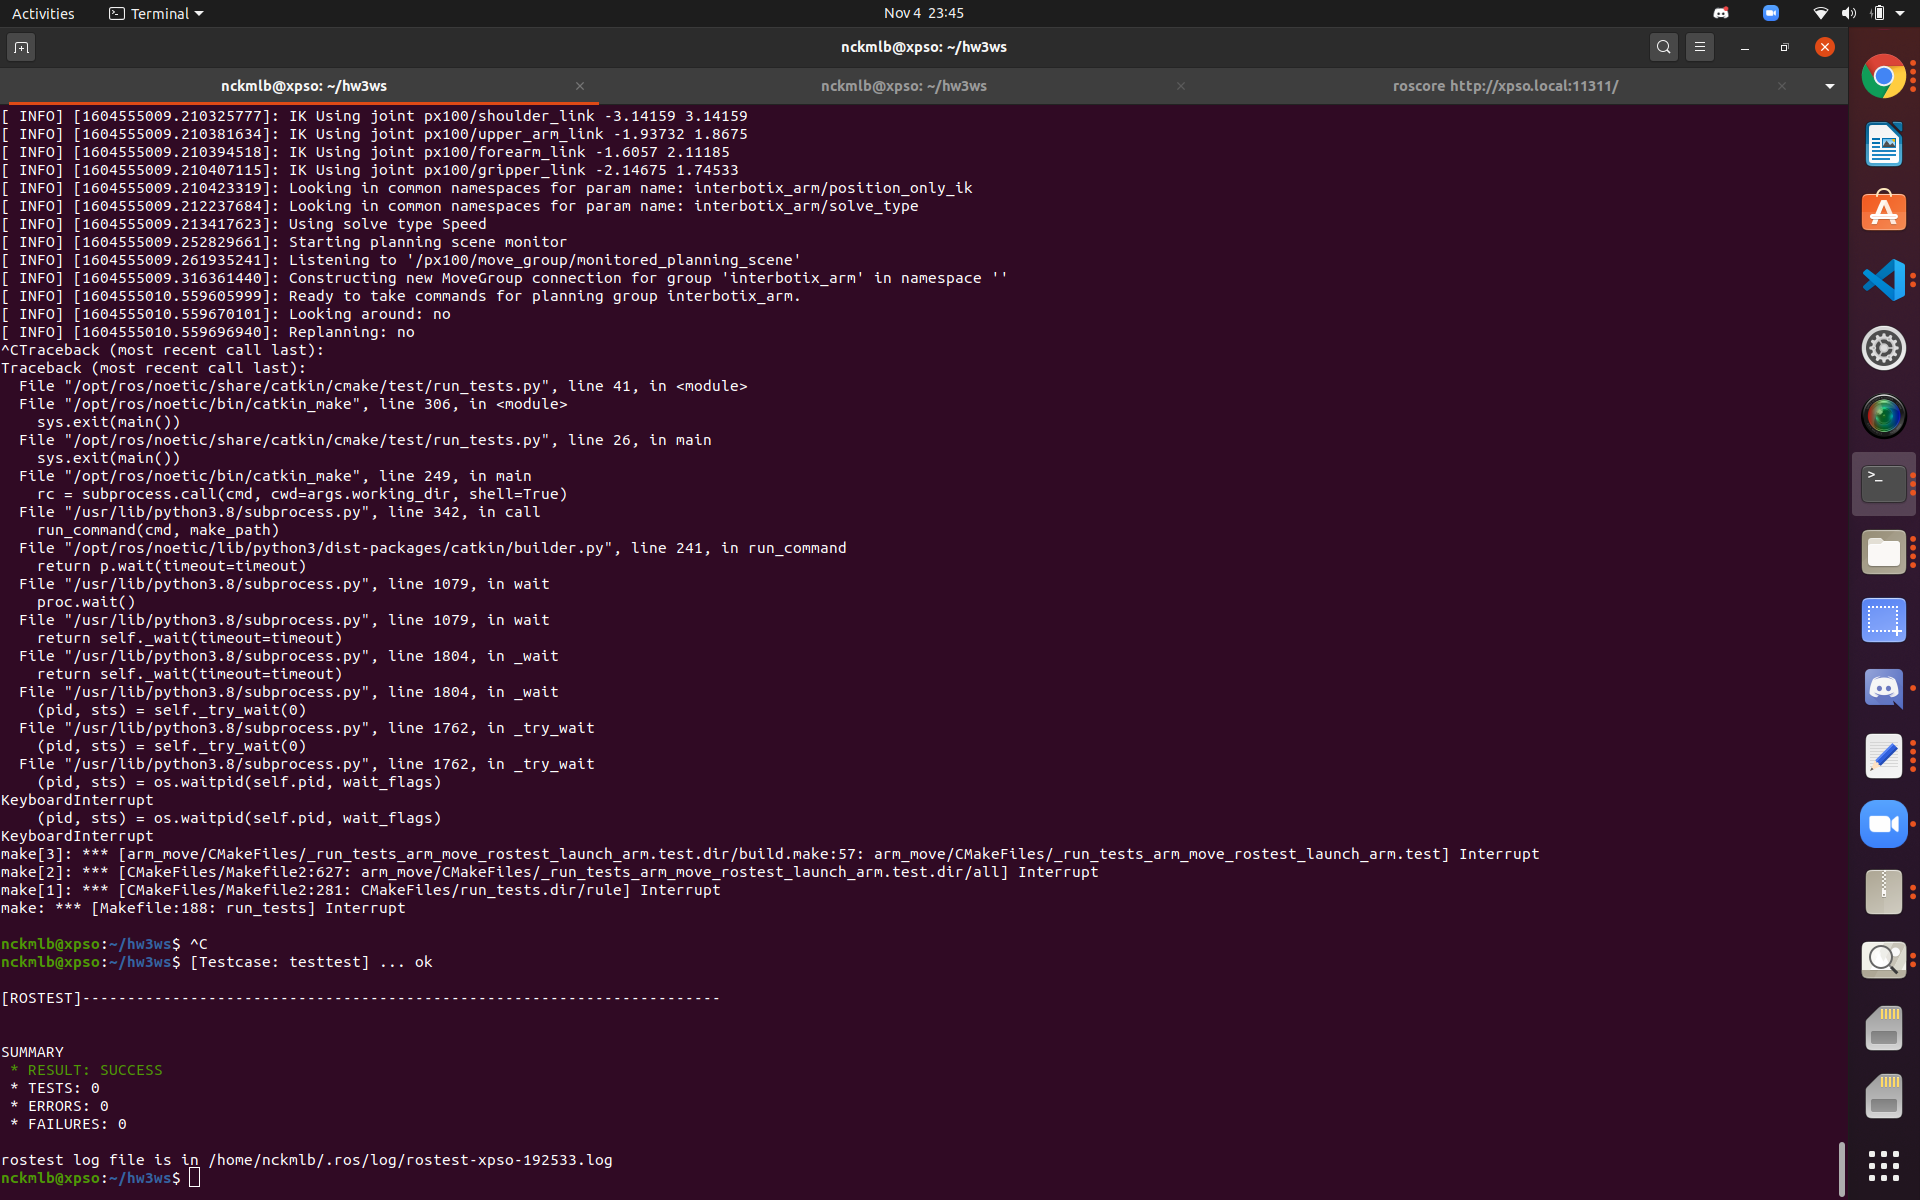 Activities
Terminal
Nov 4 23:45
nckmlb@xpso: ~/hw3ws
nckmlb@xpso: ~/hw3ws
nckmlb@xpso: ~/hw3ws
roscore http://xpso.local:11311/
[ INFO] [1604555009.210325777]: IK Using joint px100/shoulder_link -3.14159 3.14159
[ INFO] [1604555009.210381634]: IK Using joint px100/upper_arm_link -1.93732 1.8675
[ INFO] [1604555009.210394518]: IK Using joint px100/forearm_link -1.6057 2.11185
[ INFO] [1604555009.210407115]: IK Using joint px100/gripper_link -2.14675 1.74533
[ INFO] [1604555009.210423319]: Looking in common namespaces for param name: interbotix_arm/position_only_ik
[ INFO] [1604555009.212237684]: Looking in common namespaces for param name: interbotix_arm/solve_type
[ INFO] [1604555009.213417623]: Using solve type Speed
[ INFO] [1604555009.252829661]: Starting planning scene monitor
[ INFO] [1604555009.261935241]: Listening to '/px100/move_group/monitored_planning_scene'
[ INFO] [1604555009.316361440]: Constructing new MoveGroup connection for group 'interbotix_arm' in namespace ''
[ INFO] [1604555010.559605999]: Ready to take commands for planning group interbotix_arm.
[ INFO] [1604555010.559670101]: Looking around: no
[ INFO] [1604555010.559696940]: Replanning: no
^CTraceback (most recent call last):
Traceback (most recent call last):
  File "/opt/ros/noetic/share/catkin/cmake/test/run_tests.py", line 41, in <module>
  File "/opt/ros/noetic/bin/catkin_make", line 306, in <module>
    sys.exit(main())
  File "/opt/ros/noetic/share/catkin/cmake/test/run_tests.py", line 26, in main
    sys.exit(main())
  File "/opt/ros/noetic/bin/catkin_make", line 249, in main
    rc = subprocess.call(cmd, cwd=args.working_dir, shell=True)
  File "/usr/lib/python3.8/subprocess.py", line 342, in call
    run_command(cmd, make_path)
  File "/opt/ros/noetic/lib/python3/dist-packages/catkin/builder.py", line 241, in run_command
    return p.wait(timeout=timeout)
  File "/usr/lib/python3.8/subprocess.py", line 1079, in wait
    proc.wait()
  File "/usr/lib/python3.8/subprocess.py", line 1079, in wait
    return self._wait(timeout=timeout)
  File "/usr/lib/python3.8/subprocess.py", line 1804, in _wait
    return self._wait(timeout=timeout)
  File "/usr/lib/python3.8/subprocess.py", line 1804, in _wait
    (pid, sts) = self._try_wait(0)
  File "/usr/lib/python3.8/subprocess.py", line 1762, in _try_wait
    (pid, sts) = self._try_wait(0)
  File "/usr/lib/python3.8/subprocess.py", line 1762, in _try_wait
    (pid, sts) = os.waitpid(self.pid, wait_flags)
KeyboardInterrupt
    (pid, sts) = os.waitpid(self.pid, wait_flags)
KeyboardInterrupt
make[3]: *** [arm_move/CMakeFiles/_run_tests_arm_move_rostest_launch_arm.test.dir/build.make:57: arm_move/CMakeFiles/_run_tests_arm_move_rostest_launch_arm.test] Interrupt
make[2]: *** [CMakeFiles/Makefile2:627: arm_move/CMakeFiles/_run_tests_arm_move_rostest_launch_arm.test.dir/all] Interrupt
make[1]: *** [CMakeFiles/Makefile2:281: CMakeFiles/run_tests.dir/rule] Interrupt
make: *** [Makefile:188: run_tests] Interrupt
nckmlb@xpso:~/hw3ws$ ^C
nckmlb@xpso:~/hw3ws$ [Testcase: testtest] ... ok
[ROSTEST]-----------------------------------------------------------------------
SUMMARY
 * RESULT: SUCCESS
 * TESTS: 0
 * ERRORS: 0
 * FAILURES: 0
rostest log file is in /home/nckmlb/.ros/log/rostest-xpso-192533.log
nckmlb@xpso:~/hw3ws$